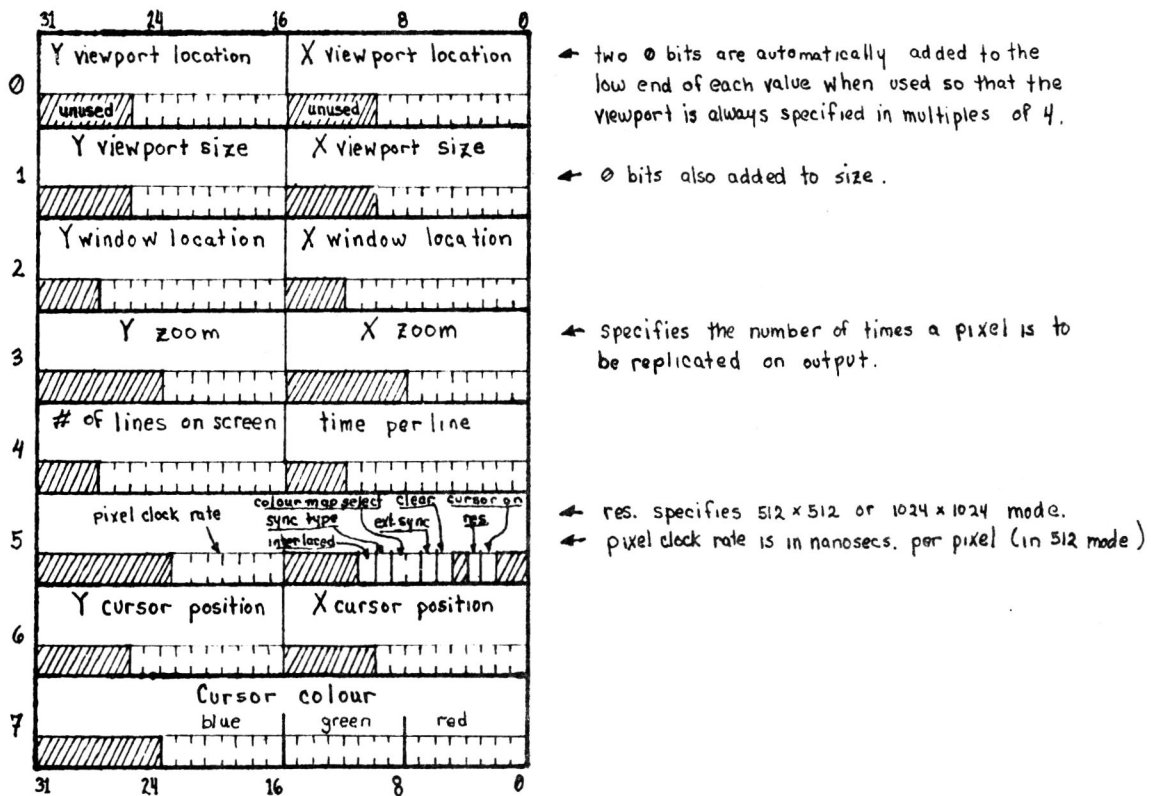 31 24 16 8 0
0
Y viewport location X viewport location
unused unused
← two 0 bits are automatically added to the
low end of each value when used so that the
viewport is always specified in multiples of 4.
1
Y viewport size X viewport size
← 0 bits also added to size.
2
Y window location X window location
3
Y zoom X zoom
← specifies the number of times a pixel is to
be replicated on output.
4
# of lines on screen time per line
5
pixel clock rate
colour map select clear cursor on
sync type ext sync res.
interlaced
← res. specifies 512 × 512 or 1024 × 1024 mode.
← pixel clock rate is in nanosecs. per pixel (in 512 mode)
6
Y cursor position X cursor position
7
Cursor colour
blue green red
31 24 16 8 0